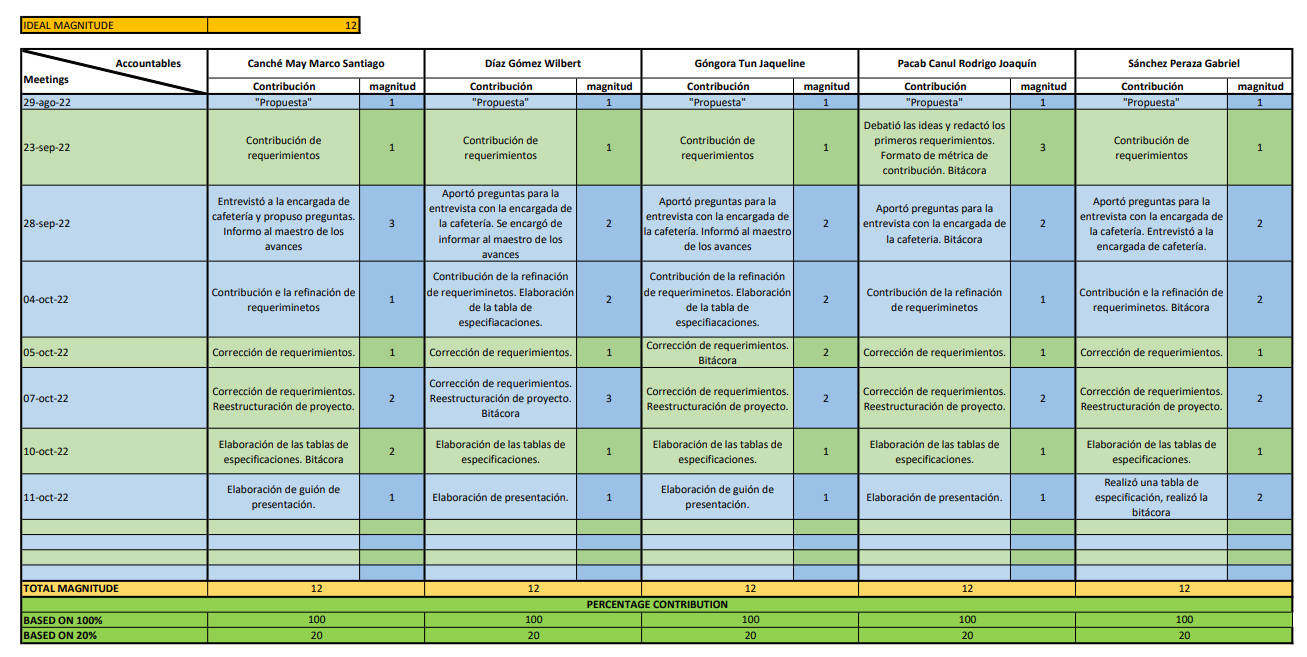 IDEAL MAGNITUDE 12
Accountables
Meetings
Canché May Marco Santiago Díaz Gómez Wilbert Góngora Tun Jaqueline Pacab Canul Rodrigo Joaquín Sánchez Peraza Gabriel
Contribución magnitud Contribución magnitud Contribución magnitud Contribución magnitud Contribución magnitud
29-ago-22 "Propuesta" 1 "Propuesta" 1 "Propuesta" 1 "Propuesta" 1 "Propuesta" 1
23-sep-22
Contribución de
requerimientos
1
Contribución de
requerimientos
1
Contribución de
requerimientos
1
Debatió las ideas y redactó los
primeros requerimientos.
Formato de métrica de
contribución. Bitácora
3
Contribución de
requerimientos
1
28-sep-22
Entrevistó a la encargada de
cafetería y propuso preguntas.
Informo al maestro de los
avances
3
Aportó preguntas para la
entrevista con la encargada de
la cafetería. Se encargó de
informar al maestro de los
avances
2
Aportó preguntas para la
entrevista con la encargada de
la cafetería. Informó al maestro
de los avances
2
Aportó preguntas para la
entrevista con la encargada de
la cafeteria. Bitácora
2
Aportó preguntas para la
entrevista con la encargada de
la cafetería. Entrevistó a la
encargada de cafetería.
2
04-oct-22
Contribución e la refinación de
requeriminetos
1
Contribución de la refinación
de requeriminetos. Elaboración
de la tabla de
especifiacaciones.
2
Contribución de la refinación
de requeriminetos. Elaboración
de la tabla de
especifiacaciones.
2
Contribución de la refinación
de requerimientos
1
Contribución e la refinación de
requeriminetos. Bitácora
2
05-oct-22
Corrección de requerimientos.
1
Corrección de requerimientos.
1
Corrección de requerimientos.
Bitácora
2
Corrección de requerimientos.
1
Corrección de requerimientos.
1
07-oct-22
Corrección de requerimientos.
Reestructuración de proyecto.
2
Corrección de requerimientos.
Reestructuración de proyecto.
Bitácora
3
Corrección de requerimientos.
Reestructuración de proyecto.
2
Corrección de requerimientos.
Reestructuración de proyecto.
2
Corrección de requerimientos.
Reestructuración de proyecto.
2
10-oct-22
Elaboración de las tablas de
especificaciones. Bitácora
2
Elaboración de las tablas de
especificaciones.
1
Elaboración de las tablas de
especificaciones.
1
Elaboración de las tablas de
especificaciones.
1
Elaboración de las tablas de
especificaciones.
1
11-oct-22
Elaboración de guión de
presentación.
1
Elaboración de presentación.
1
Elaboración de guión de
presentación.
1
Elaboración de presentación.
1
Realizó una tabla de
especificación, realizó la
bitácora
2
TOTAL MAGNITUDE 12 12 12 12 12
PERCENTAGE CONTRIBUTION
BASED ON 100% 100 100 100 100 100
BASED ON 20% 20 20 20 20 20